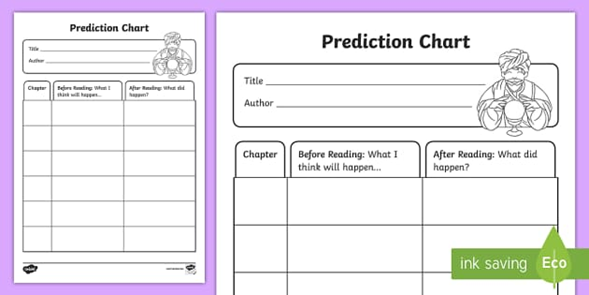 Prediction Chart
Title
Author
Chapter
Before Reading: What I
think will happen...
After Reading: What did
happen?
Prediction Chart
Title
Author
Chapter
Before Reading: What I
think will happen...
After Reading: What did
happen?
ink saving Eco